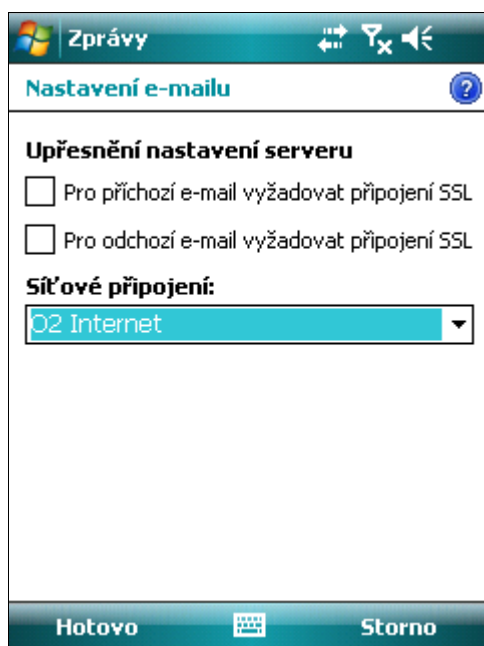 Zprávy
Nastavení e-mailu
Upřesnění nastavení serveru
Pro příchozí e-mail vyžadovat připojení SSL
Pro odchozí e-mail vyžadovat připojení SSL
Síťové připojení:
O2 Internet
Hotovo Storno